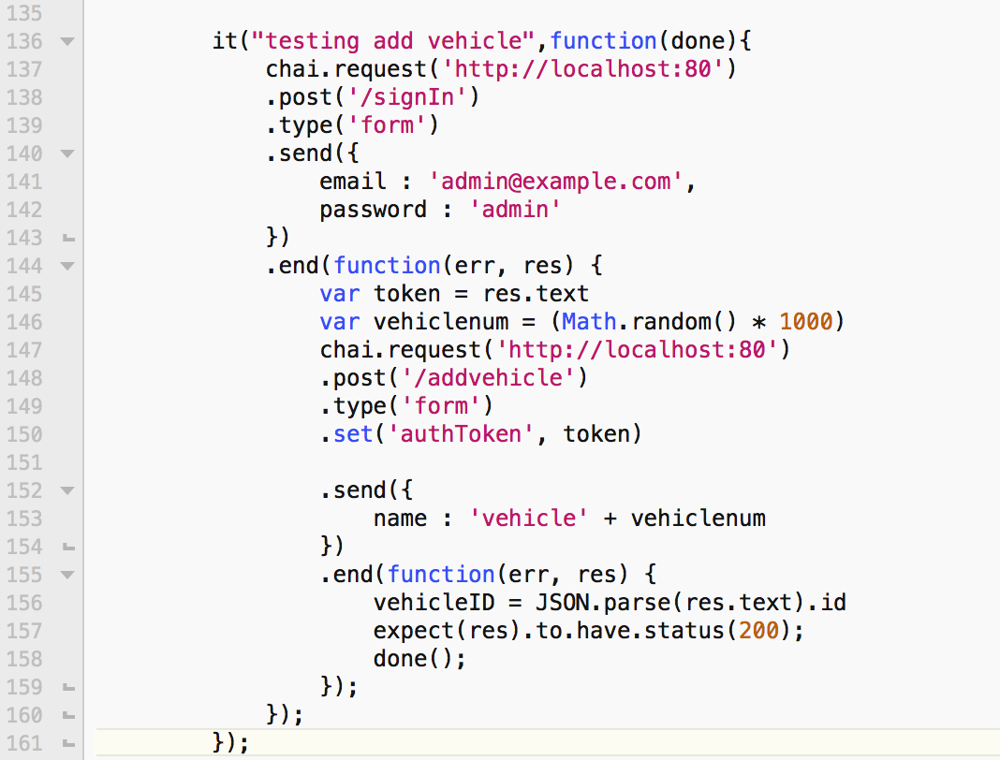 135
136 it("testing add vehicle",function(done){
137 chai.request('http://localhost:80')
138 .post('/signIn')
139 .type('form')
140 .send({
141 email : 'admin@example.com',
142 password : 'admin'
143 })
144 .end(function(err, res) {
145 var token = res.text
146 var vehiclenum = (Math.random() * 1000)
147 chai.request('http://localhost:80')
148 .post('/addvehicle')
149 .type('form')
150 .set('authToken', token)
151
152 .send({
153 name : 'vehicle' + vehiclenum
154 })
155 .end(function(err, res) {
156 vehicleID = JSON.parse(res.text).id
157 expect(res).to.have.status(200);
158 done();
159 });
160 });
161 });